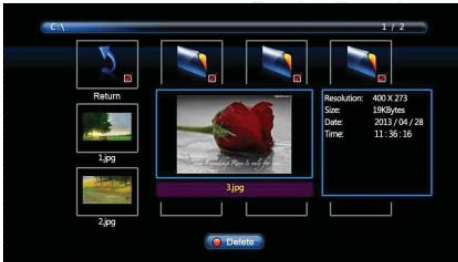 C:\
1 / 2
Return
Resolution: 400 X 273
Size: 19KBytes
Date: 2013 / 04 / 28
Time: 11 : 36 : 16
1.jpg
3.jpg
2.jpg
Delete